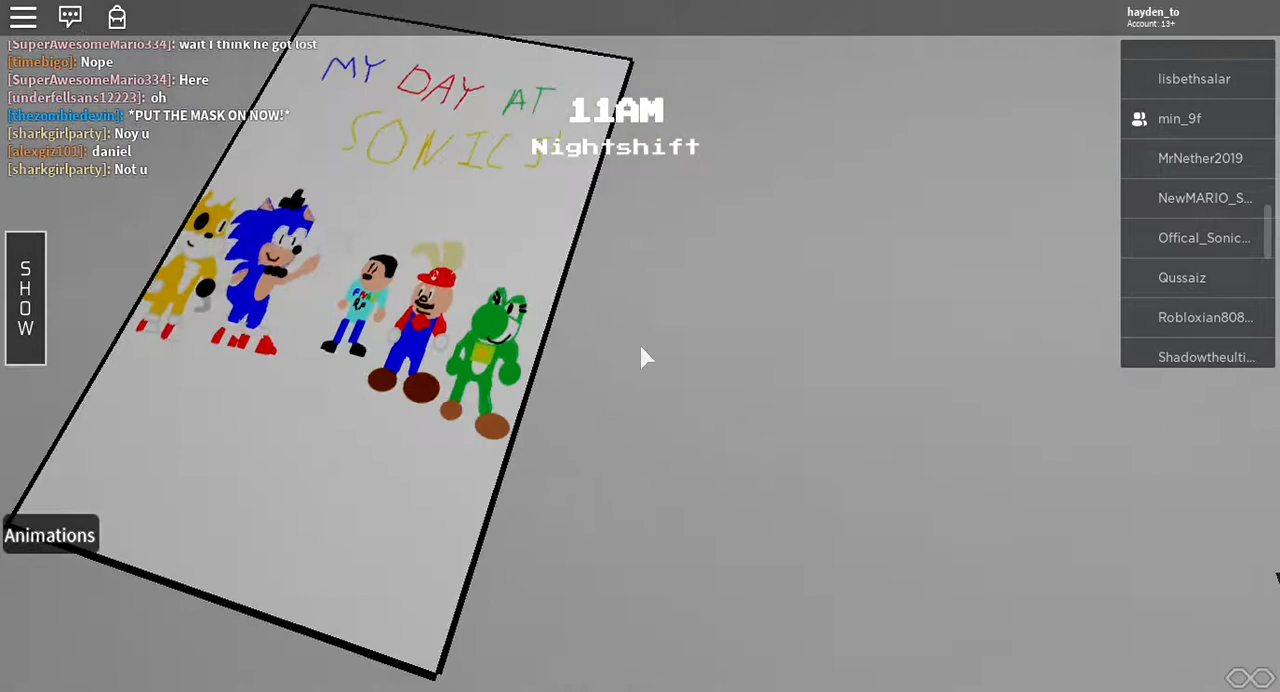 hayden_to
Account: 13+
[SuperAwesomeMario334]: wait I think he got lost
[timebigo]: Nope
[SuperAwesomeMario334]: Here
[underfellsans12223]: oh
[thezombiedevin]: *PUT THE MASK ON NOW!*
[sharkgirlparty]: Noy u
[alexgiz101]: daniel
[sharkgirlparty]: Not u
MY DAY AT
SONICS'
11AM
Nightshift
SHOW
Animations
lisbethsalar
min_9f
MrNether2019
NewMARIO_S...
Offical_Sonic...
Qussaiz
Robloxian808...
Shadowtheulti...